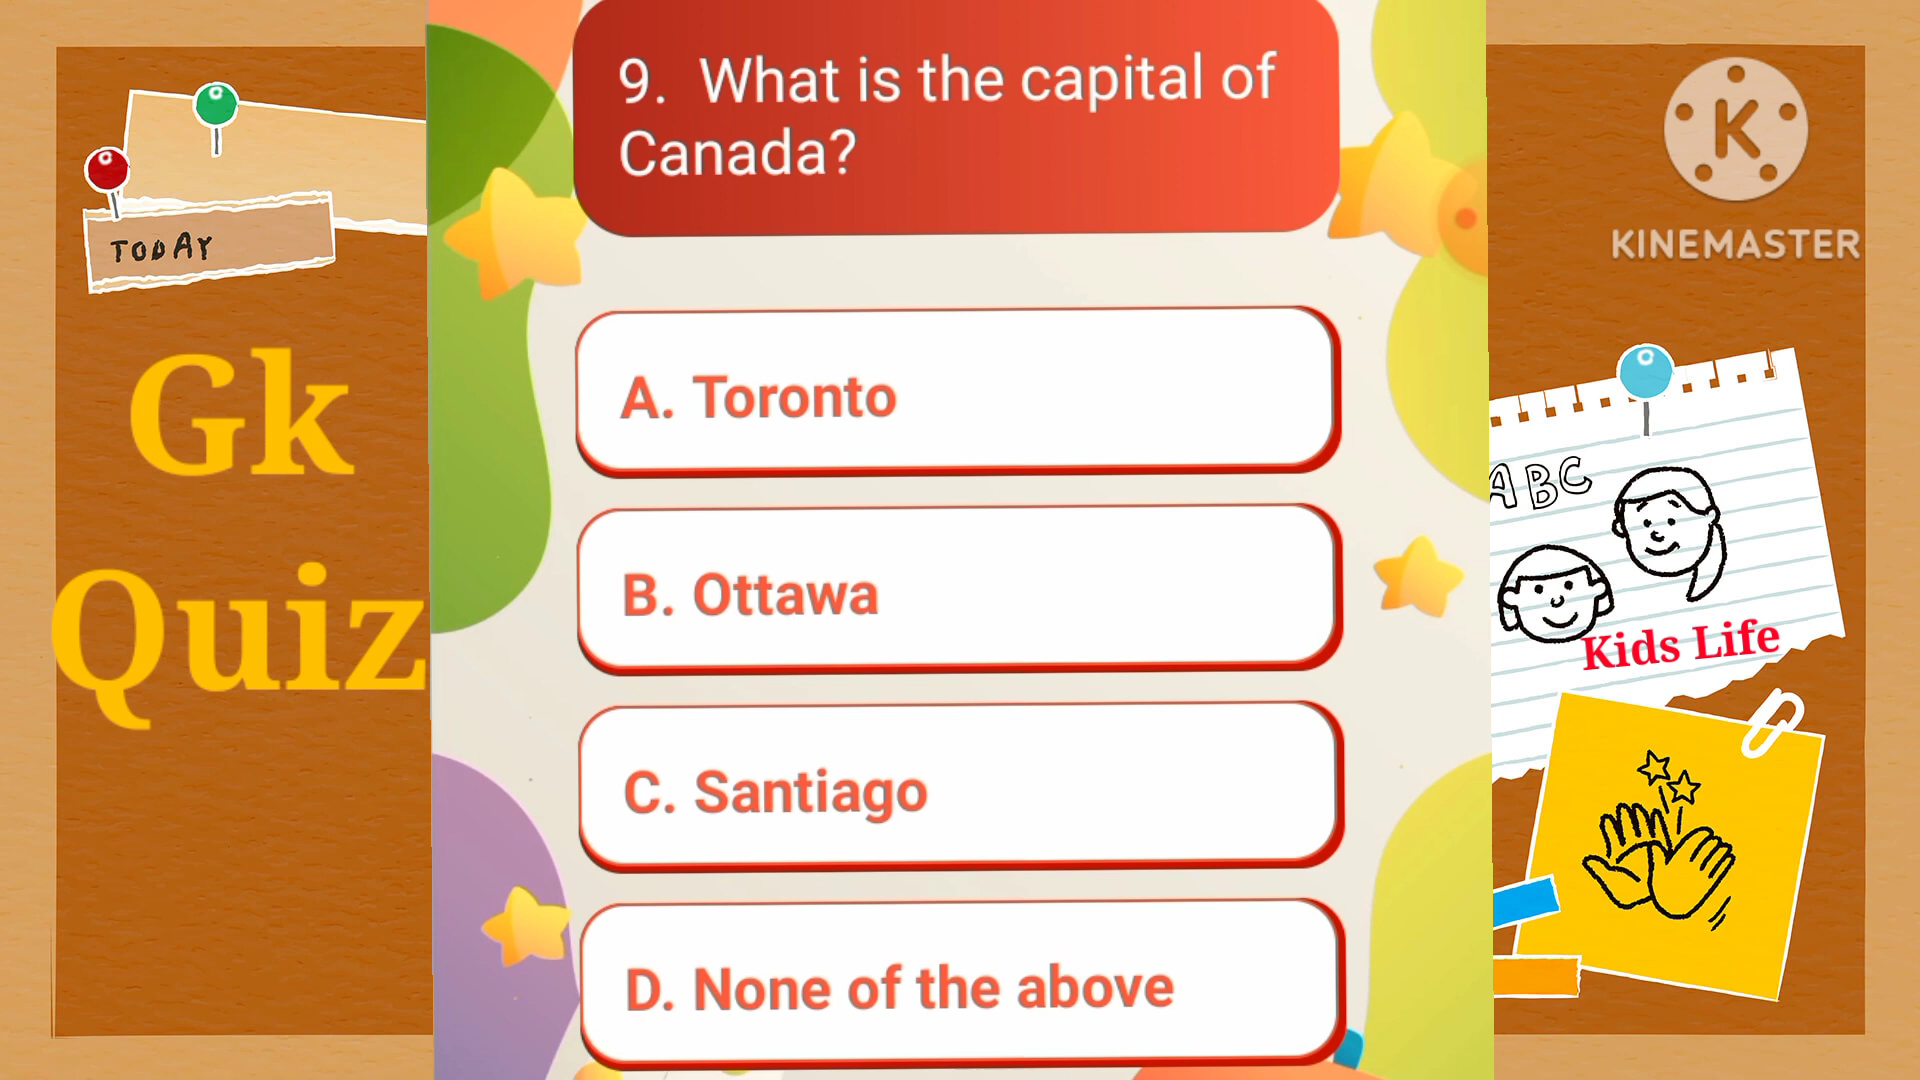 9. What is the capital of
Canada?
A. Toronto
B. Ottawa
C. Santiago
D. None of the above
TODAY
Gk
Quiz
K
KINEMASTER
ABC
Kids Life